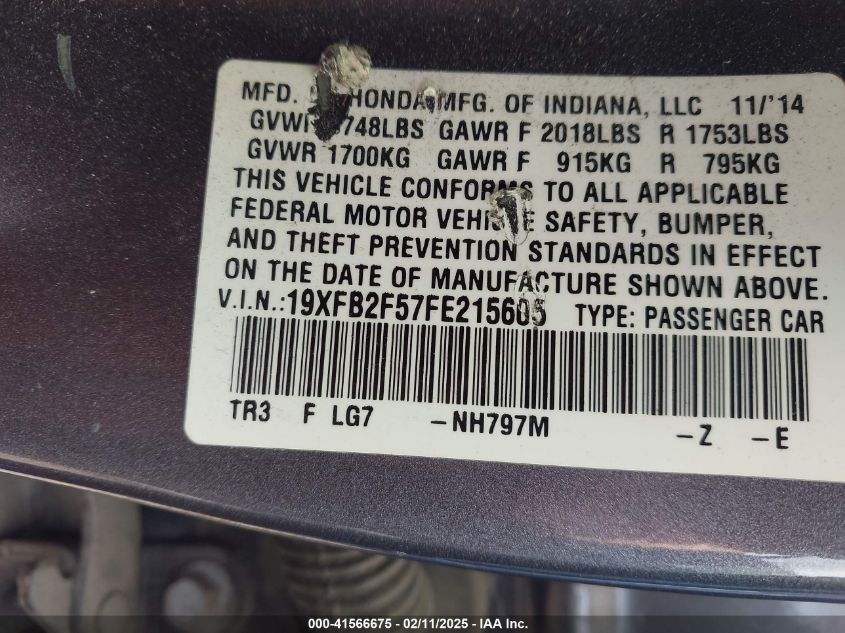 MFD. HONDA MFG. OF INDIANA, LLC 11/'14
GAWR F 2018LBS R 1753LBS
GVWR 1700KG GAWR F 915KG R 795KG
THIS VEHICLE CONFORMS TO ALL APPLICABLE
FEDERAL MOTOR VEHICLE SAFETY, BUMPER,
AND THEFT PREVENTION STANDARDS IN EFFECT
ON THE DATE OF MANUFACTURE SHOWN ABOVE.
V.I.N.:19XFB2F57FE215605 TYPE: PASSENGER CAR
TR3 F LG7 -NH797M -Z -E
000-41566675 / 02/11/2025 - IAA Inc.